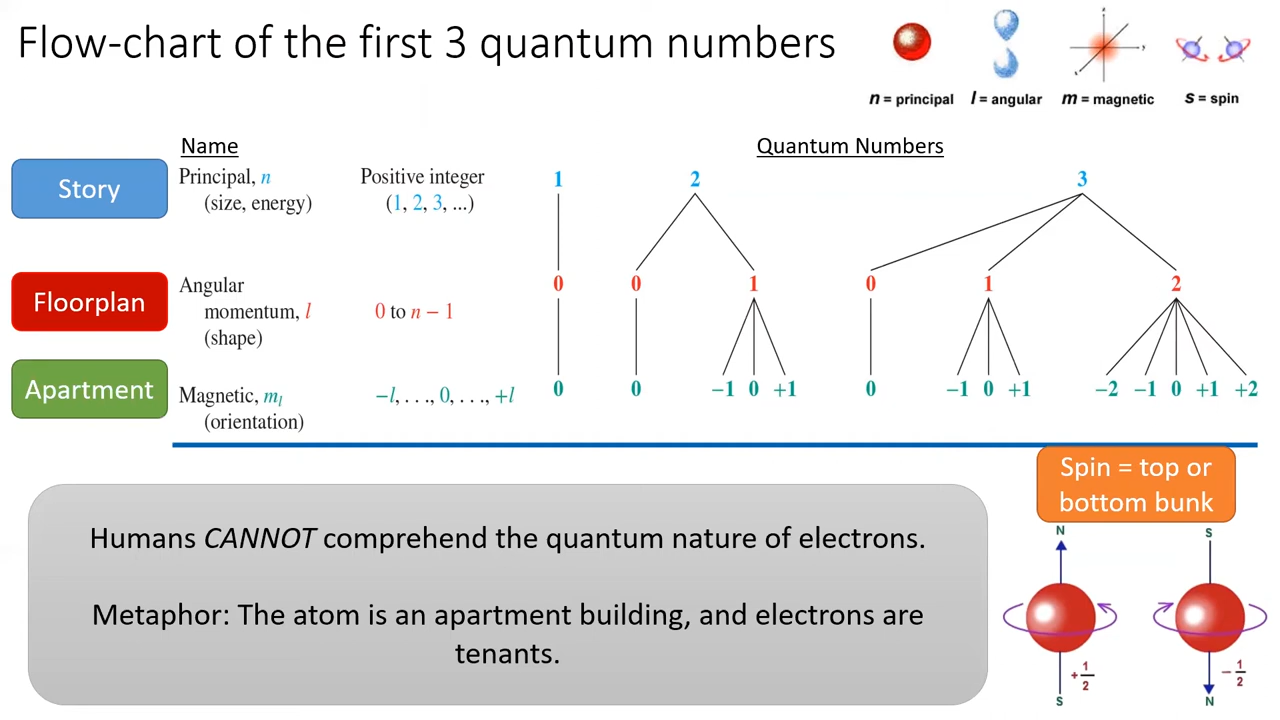 Flow-chart of the first 3 quantum numbers
n = principal l = angular m = magnetic s = spin
Name
Quantum Numbers
Story
Principal, n
(size, energy)
Positive integer
(1, 2, 3, ...)
1 2 3
Floorplan
Angular
momentum, l
(shape)
0 to n − 1
0 0 1 0 1 2
Apartment
Magnetic, mₗ
(orientation)
−l, . . ., 0, . . ., +l
0 0 −1 0 +1 0 −1 0 +1 −2 −1 0 +1 +2
Humans CANNOT comprehend the quantum nature of electrons.
Metaphor: The atom is an apartment building, and electrons are
tenants.
Spin = top or
bottom bunk
N S
+1/2 −1/2
S N